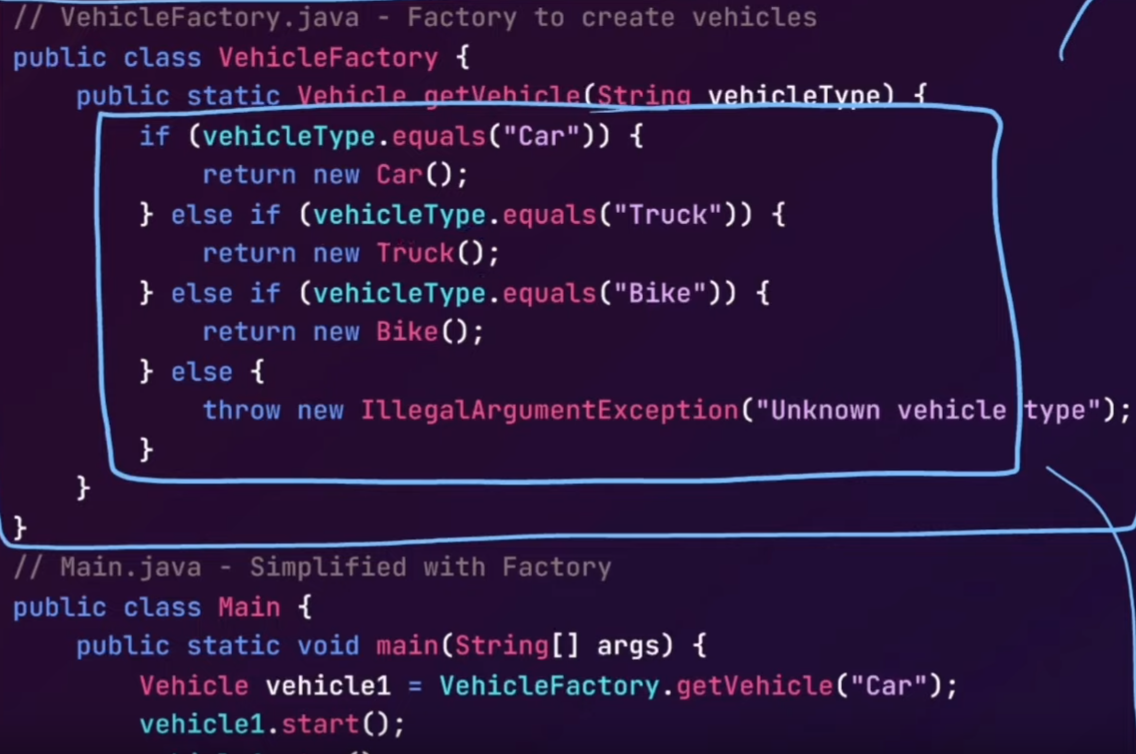 // VehicleFactory.java - Factory to create vehicles
public class VehicleFactory {
    public static Vehicle getVehicle(String vehicleType) {
        if (vehicleType.equals("Car")) {
            return new Car();
        } else if (vehicleType.equals("Truck")) {
            return new Truck();
        } else if (vehicleType.equals("Bike")) {
            return new Bike();
        } else {
            throw new IllegalArgumentException("Unknown vehicle type");
        }
    }
}
// Main.java - Simplified with Factory
public class Main {
    public static void main(String[] args) {
        Vehicle vehicle1 = VehicleFactory.getVehicle("Car");
        vehicle1.start();